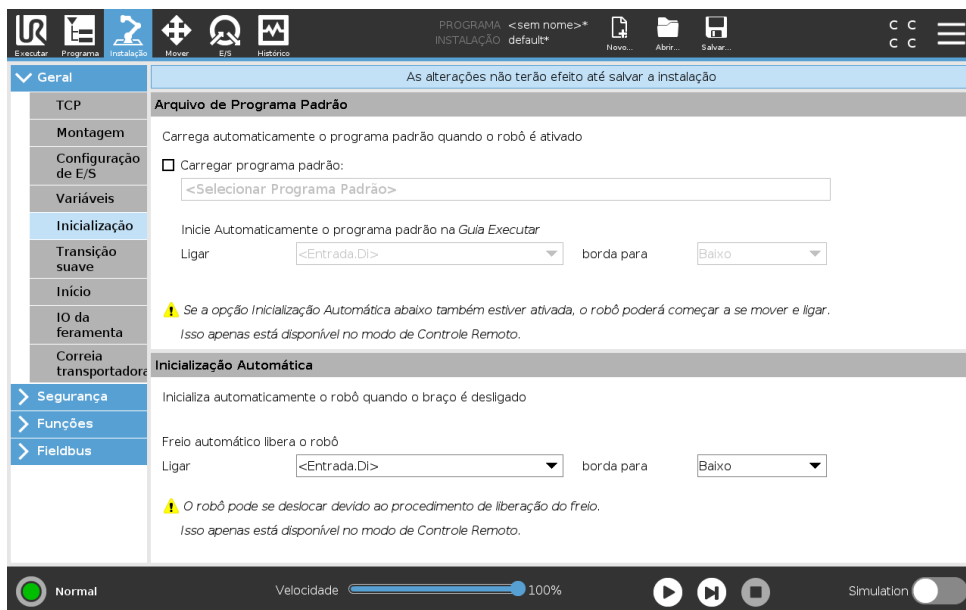 PROGRAMA <sem nome>*
INSTALAÇÃO default*
Executar Programa Instalação Mover E/S Histórico Novo... Abrir... Salvar...
C C
C C
Geral
TCP
Montagem
Configuração
de E/S
Variáveis
Inicialização
Transição
suave
Início
IO da
ferramenta
Correia
transportadora
Segurança
Funções
Fieldbus
As alterações não terão efeito até salvar a instalação
Arquivo de Programa Padrão
Carrega automaticamente o programa padrão quando o robô é ativado
Carregar programa padrão:
<Selecionar Programa Padrão>
Inicie Automaticamente o programa padrão na Guia Executar
Ligar <Entrada.Di> borda para Baixo
Se a opção Inicialização Automática abaixo também estiver ativada, o robô poderá começar a se mover e ligar.
Isso apenas está disponível no modo de Controle Remoto.
Inicialização Automática
Inicializa automaticamente o robô quando o braço é desligado
Freio automático libera o robô
Ligar <Entrada.Di> borda para Baixo
O robô pode se deslocar devido ao procedimento de liberação do freio.
Isso apenas está disponível no modo de Controle Remoto.
Normal Velocidade 100% Simulation